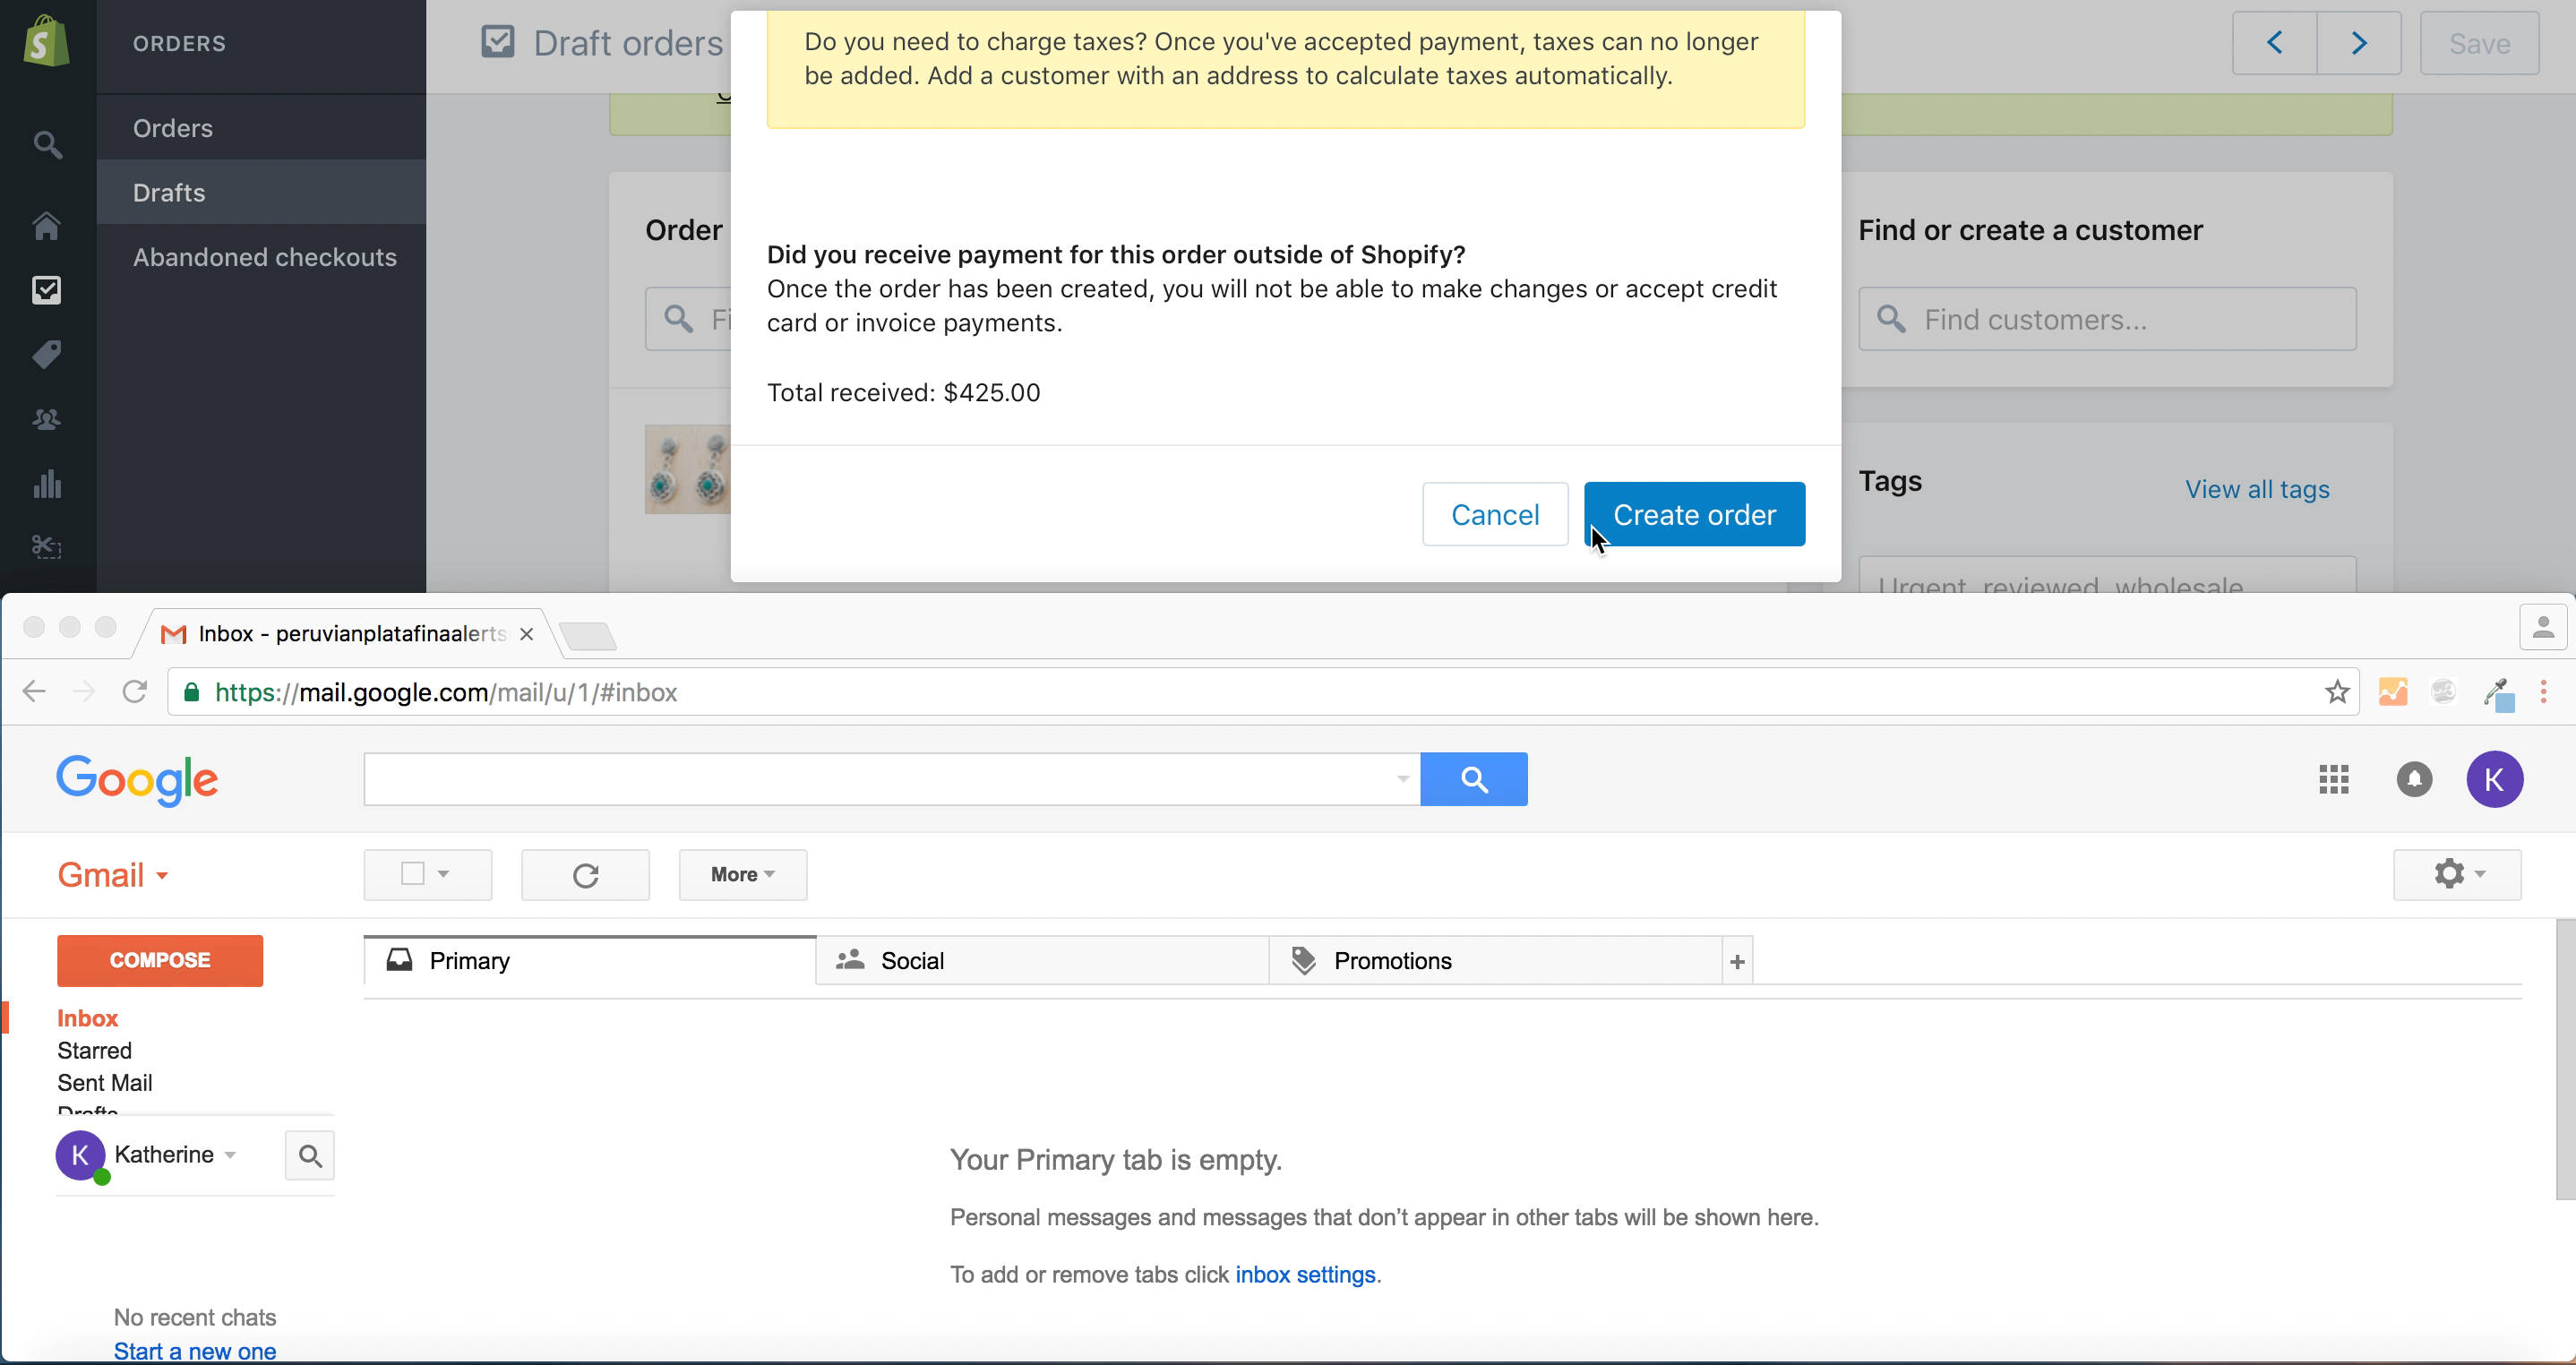 ORDERS
Orders
Drafts
Abandoned checkouts
Draft orders
Save
Do you need to charge taxes? Once you've accepted payment, taxes can no longer
be added. Add a customer with an address to calculate taxes automatically.
Order
Did you receive payment for this order outside of Shopify?
Once the order has been created, you will not be able to make changes or accept credit
card or invoice payments.
Total received: $425.00
Cancel
Create order
Find or create a customer
Find customers...
Tags
View all tags
Urgent, reviewed, wholesale
Inbox - peruvianplatafinaalerts
https://mail.google.com/mail/u/1/#inbox
Google
K
Gmail
More
COMPOSE
Primary
Social
Promotions
Inbox
Starred
Sent Mail
Drafts
K
Katherine
Your Primary tab is empty.
Personal messages and messages that don't appear in other tabs will be shown here.
To add or remove tabs click inbox settings.
No recent chats
Start a new one